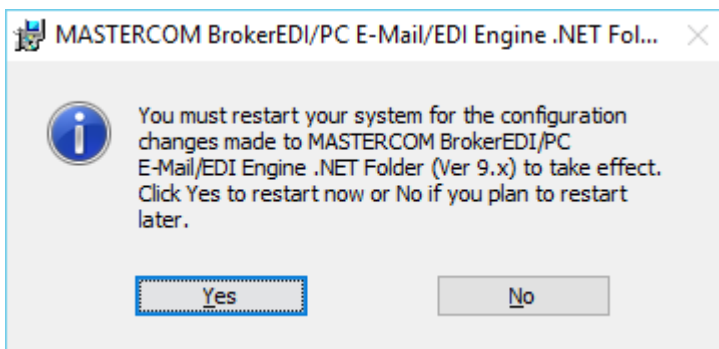 MASTERCOM BrokerEDI/PC E-Mail/EDI Engine .NET Fol...
You must restart your system for the configuration
changes made to MASTERCOM BrokerEDI/PC
E-Mail/EDI Engine .NET Folder (Ver 9.x) to take effect.
Click Yes to restart now or No if you plan to restart
later.
Yes
No